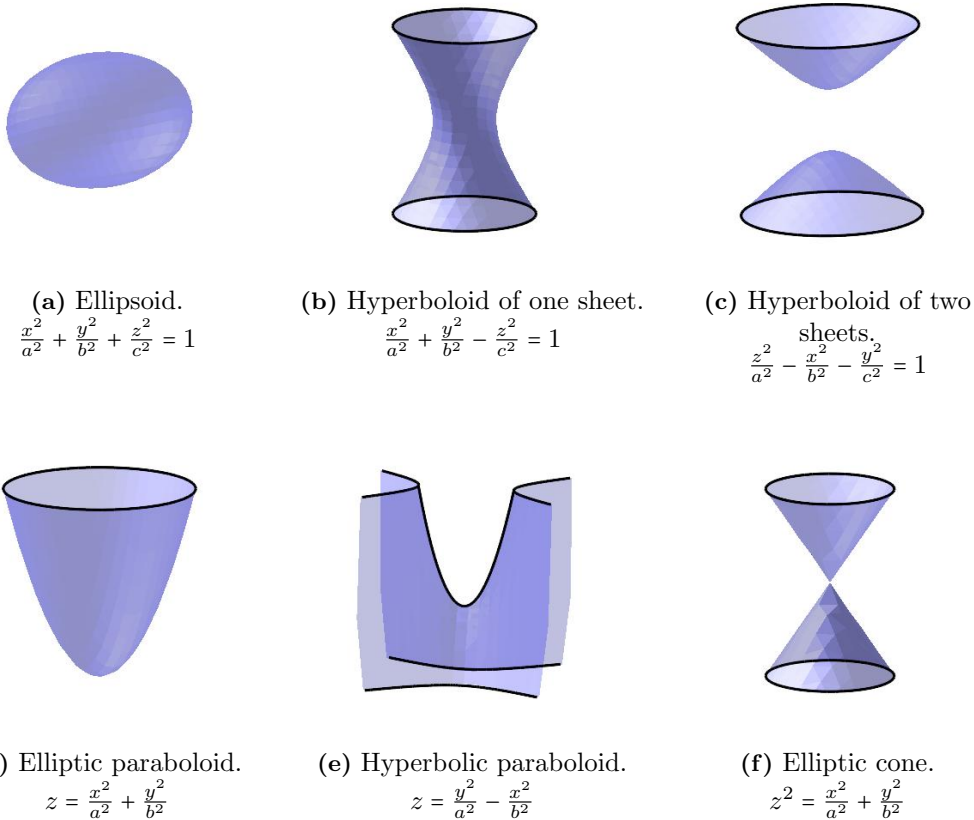 (a) Ellipsoid.
x²/a² + y²/b² + z²/c² = 1
(b) Hyperboloid of one sheet.
x²/a² + y²/b² − z²/c² = 1
(c) Hyperboloid of two
sheets.
z²/a² − x²/b² − y²/c² = 1
) Elliptic paraboloid.
z = x²/a² + y²/b²
(e) Hyperbolic paraboloid.
z = y²/a² − x²/b²
(f) Elliptic cone.
z² = x²/a² + y²/b²